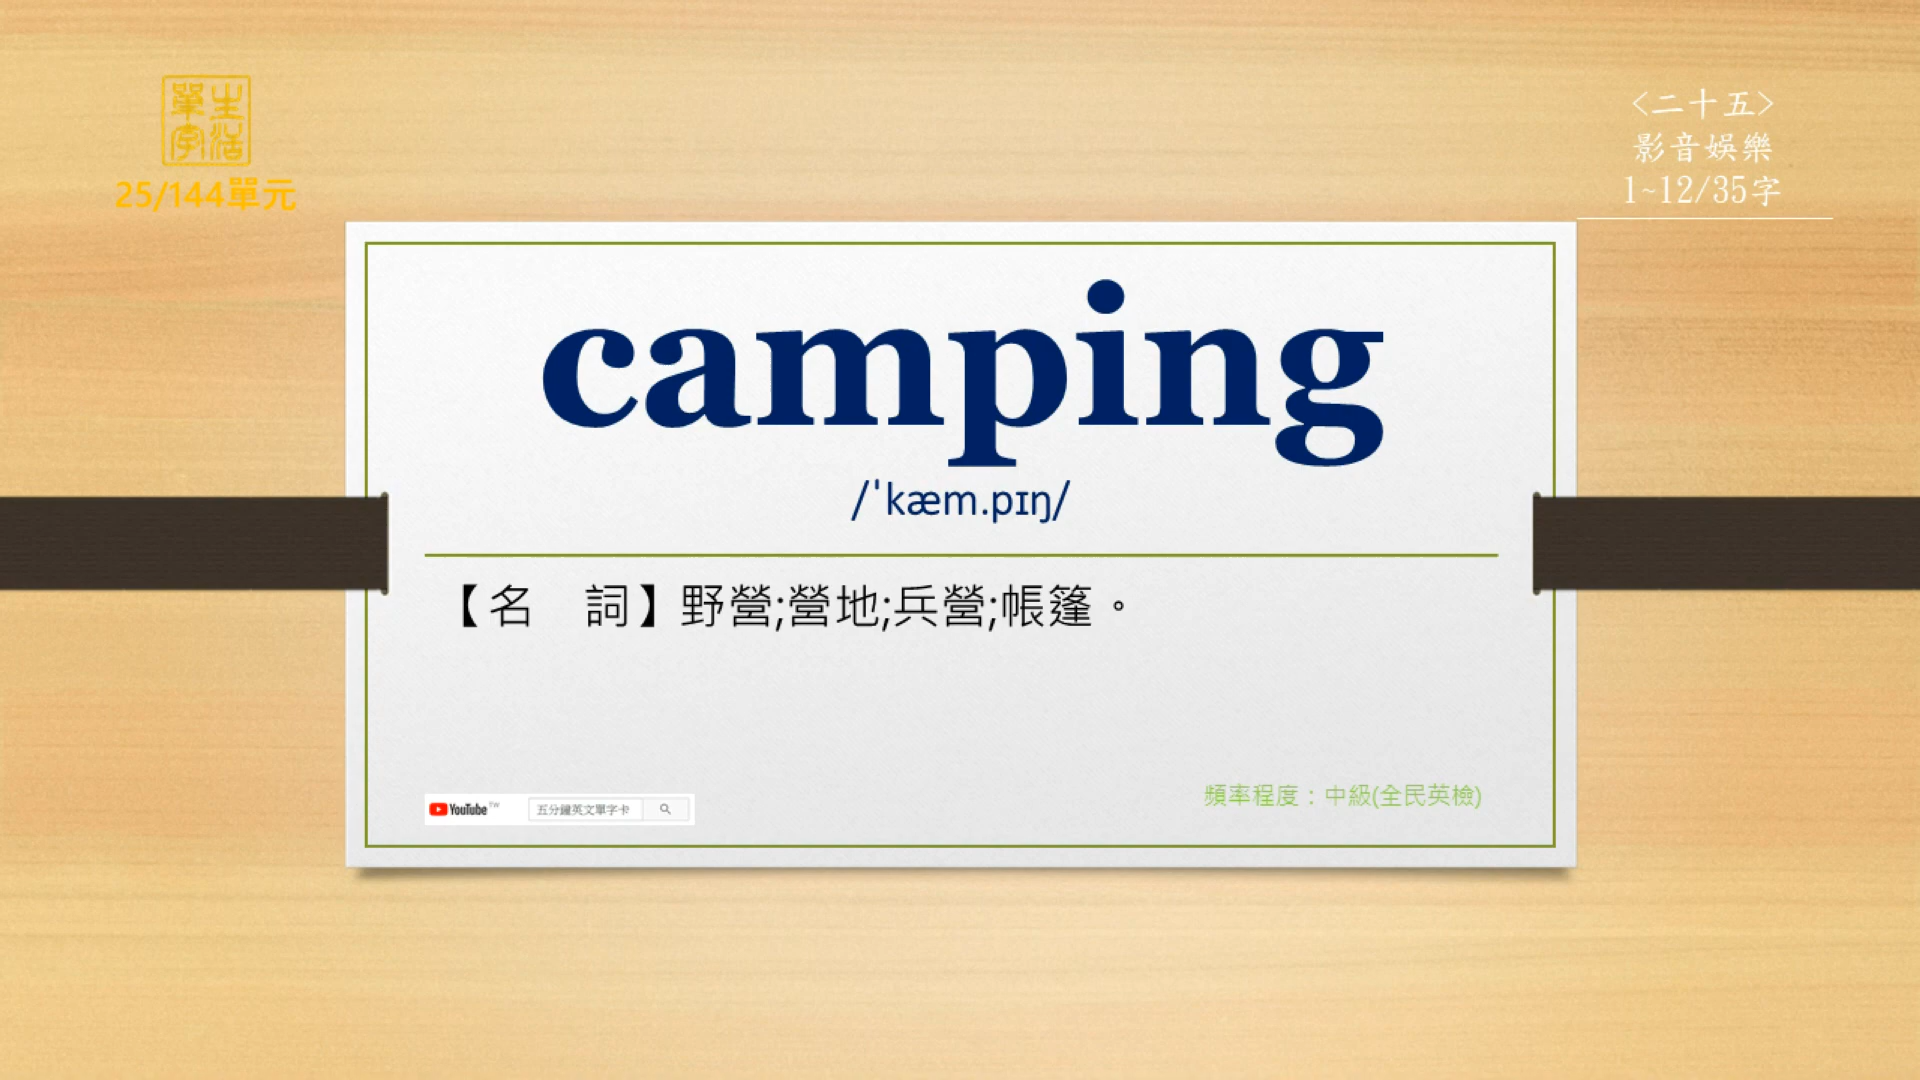 生活
單字
25/144單元
<二十五>
影音娛樂
1~12/35字
camping
/ˈkæm.pɪŋ/
【名　詞】野營;營地;兵營;帳篷。
YouTube TW
五分鐘英文單字卡
頻率程度：中級(全民英檢)